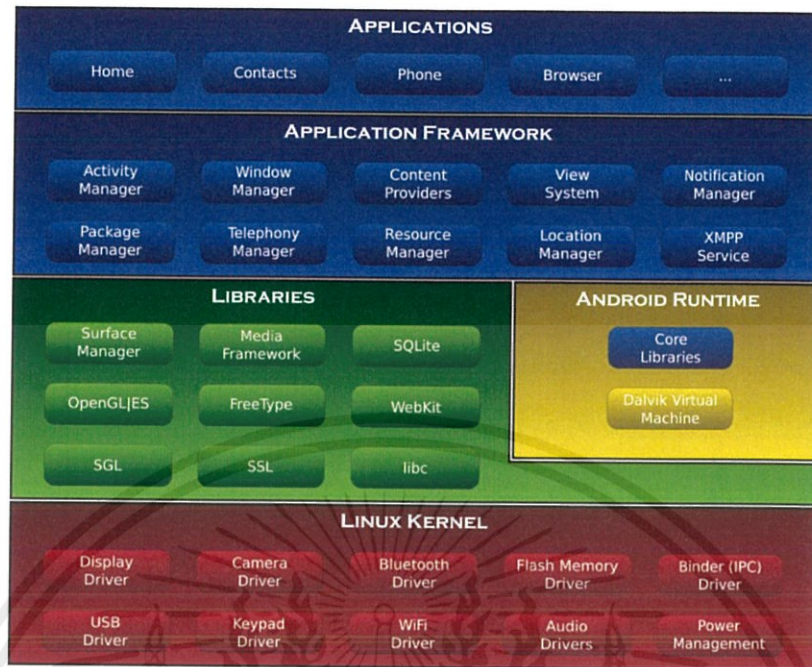 APPLICATIONS
Home Contacts Phone Browser ...
APPLICATION FRAMEWORK
Activity Manager Window Manager Content Providers View System Notification Manager
Package Manager Telephony Manager Resource Manager Location Manager XMPP Service
LIBRARIES
Surface Manager Media Framework SQLite
OpenGL|ES FreeType WebKit
SGL SSL libc
ANDROID RUNTIME
Core Libraries
Dalvik Virtual Machine
LINUX KERNEL
Display Driver Camera Driver Bluetooth Driver Flash Memory Driver Binder (IPC) Driver
USB Driver Keypad Driver WiFi Driver Audio Drivers Power Management